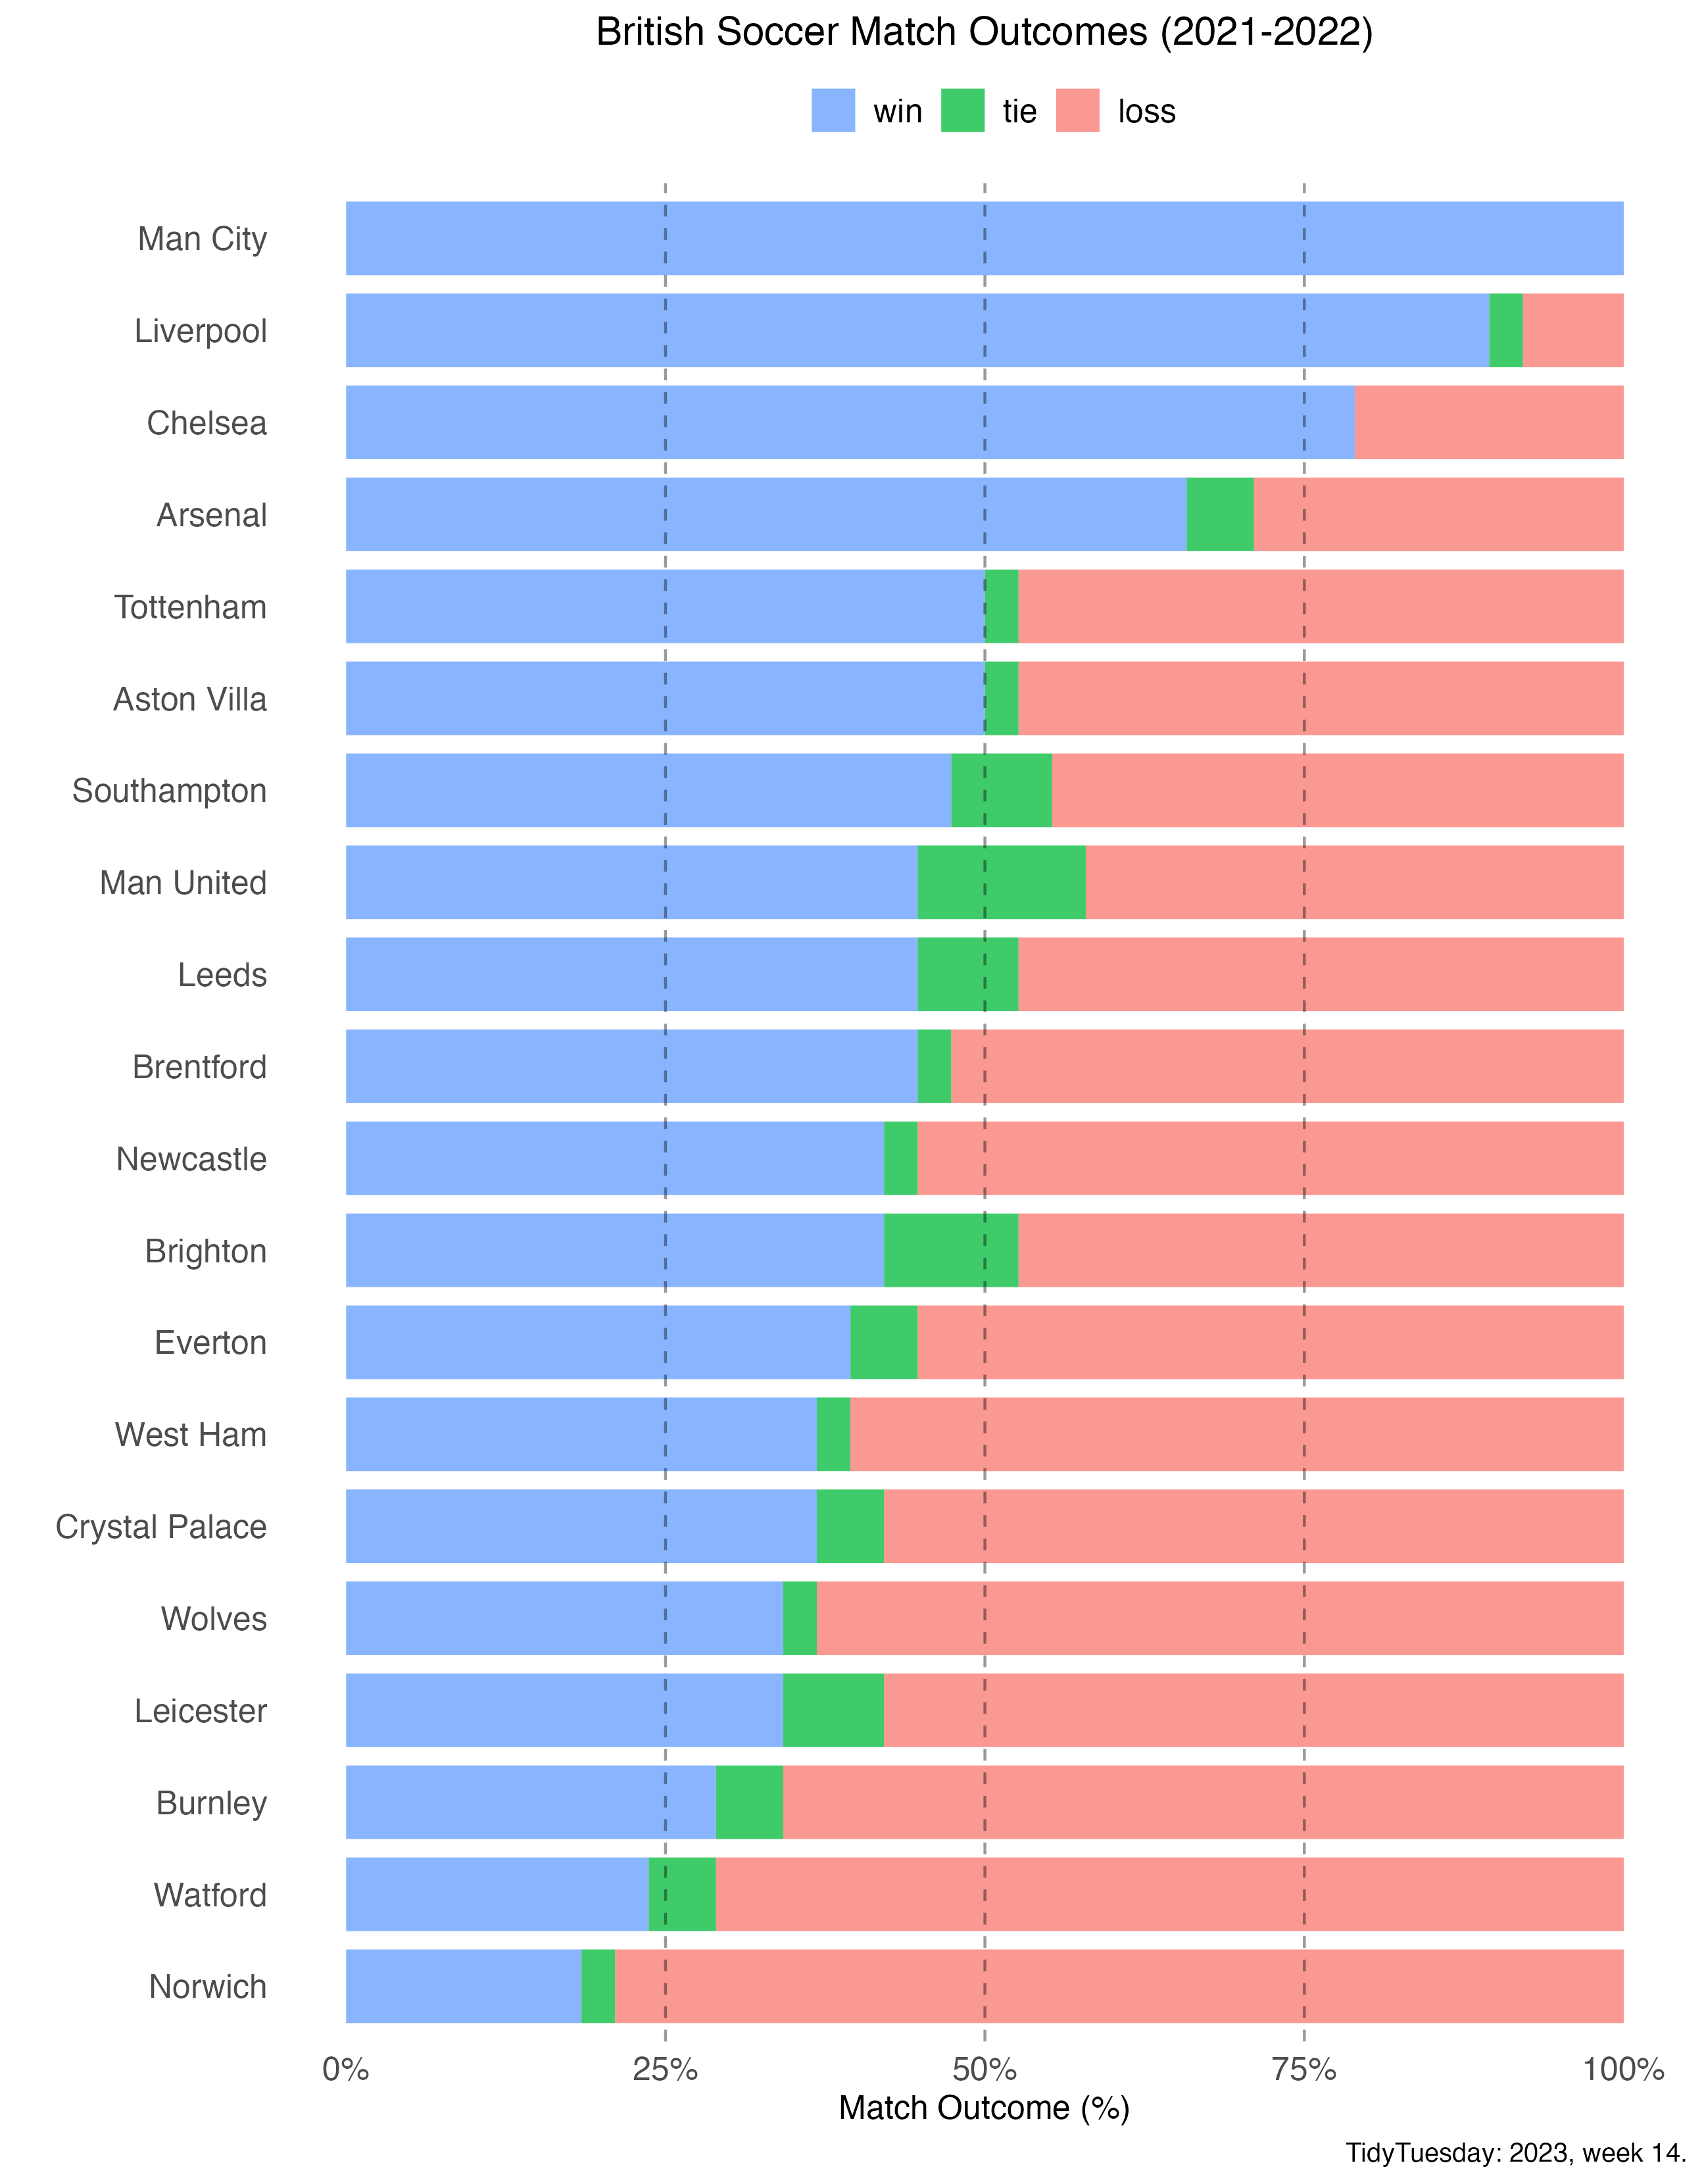 British Soccer Match Outcomes (2021-2022)
win tie loss
Man City
Liverpool
Chelsea
Arsenal
Tottenham
Aston Villa
Southampton
Man United
Leeds
Brentford
Newcastle
Brighton
Everton
West Ham
Crystal Palace
Wolves
Leicester
Burnley
Watford
Norwich
0% 25% 50% 75% 100%
Match Outcome (%)
TidyTuesday: 2023, week 14.